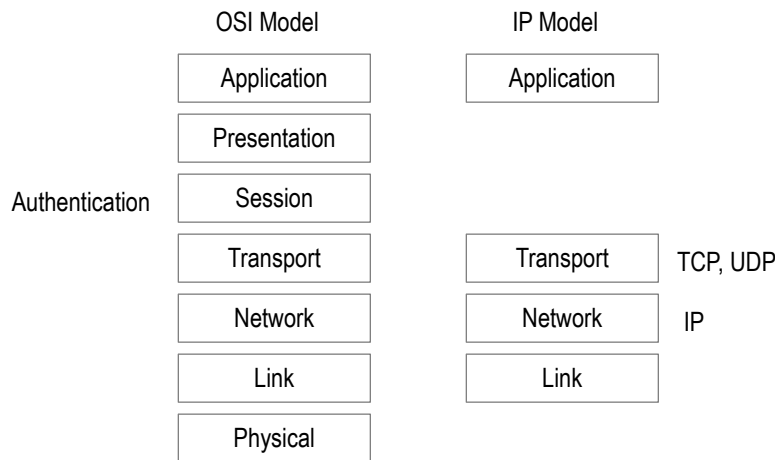 OSI Model IP Model
Application Application
Presentation
Authentication Session
Transport Transport TCP, UDP
Network Network IP
Link Link
Physical